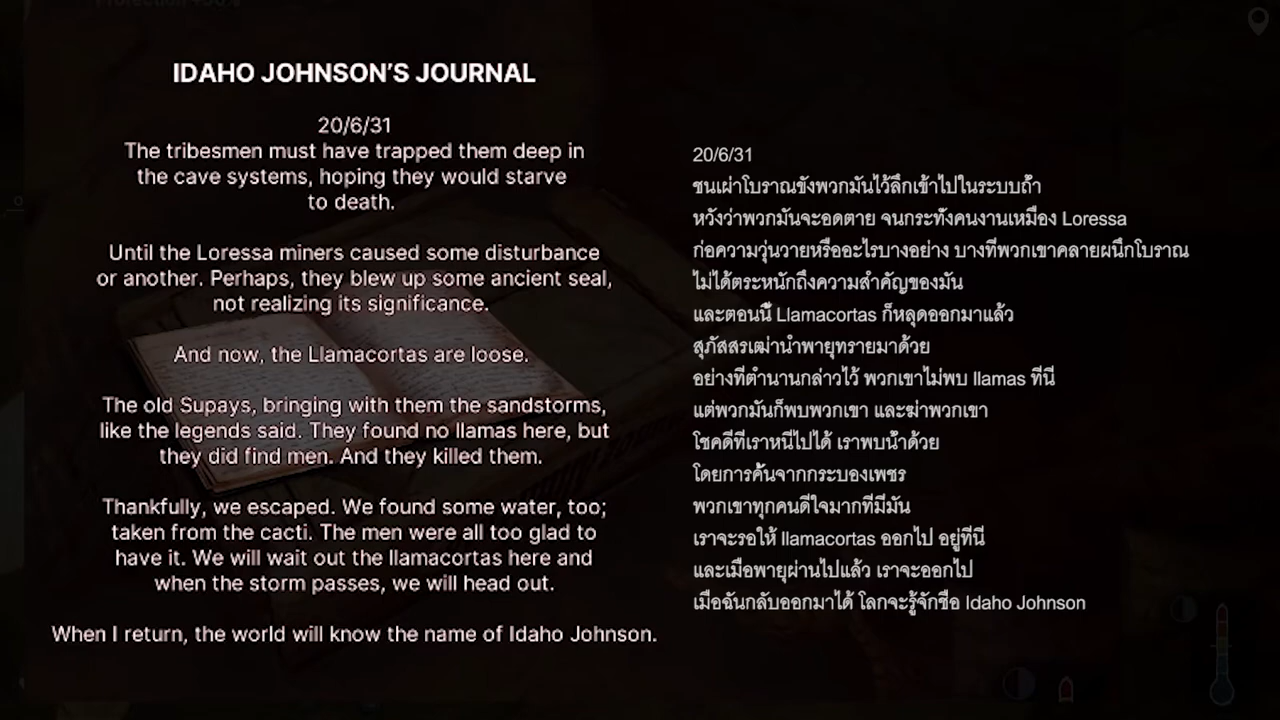 IDAHO JOHNSON'S JOURNAL
20/6/31
The tribesmen must have trapped them deep in
the cave systems, hoping they would starve
to death.
Until the Loressa miners caused some disturbance
or another. Perhaps, they blew up some ancient seal,
not realizing its significance.
And now, the Llamacortas are loose.
The old Supays, bringing with them the sandstorms,
like the legends said. They found no llamas here, but
they did find men. And they killed them.
Thankfully, we escaped. We found some water, too;
taken from the cacti. The men were all too glad to
have it. We will wait out the llamacortas here and
when the storm passes, we will head out.
When I return, the world will know the name of Idaho Johnson.
20/6/31
ชนเผ่าโบราณขังพวกมันไว้ลึกเข้าไปในระบบถ้ำ
หวังว่าพวกมันจะอดตาย จนกระทั่งคนงานเหมือง Loressa
ก่อความวุ่นวายหรืออะไรบางอย่าง บางทีพวกเขาคลายผนึกโบราณ
ไม่ได้ตระหนักถึงความสำคัญของมัน
และตอนนี้ Llamacortas ก็หลุดออกมาแล้ว
สุภัสสรเฒ่านำพายุทรายมาด้วย
อย่างที่ตำนานกล่าวไว้ พวกเขาไม่พบ llamas ที่นี่
แต่พวกมันก็พบพวกเขา และฆ่าพวกเขา
โชคดีที่เราหนีไปได้ เราพบน้ำด้วย
โดยการค้นจากกระบองเพชร
พวกเขาทุกคนดีใจมากที่มีมัน
เราจะรอให้ llamacortas ออกไป อยู่ที่นี่
และเมื่อพายุผ่านไปแล้ว เราจะออกไป
เมื่อฉันกลับออกมาได้ โลกจะรู้จักชื่อ Idaho Johnson